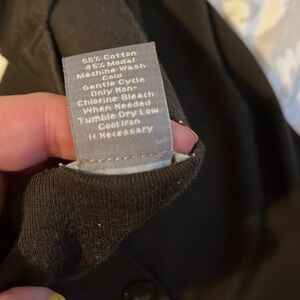 55% Cotton
45% Modal
Machine Wash
Cold
Gentle Cycle
Only Non-
Chlorine Bleach
When Needed
Tumble Dry Low
Cool Iron
If Necessary